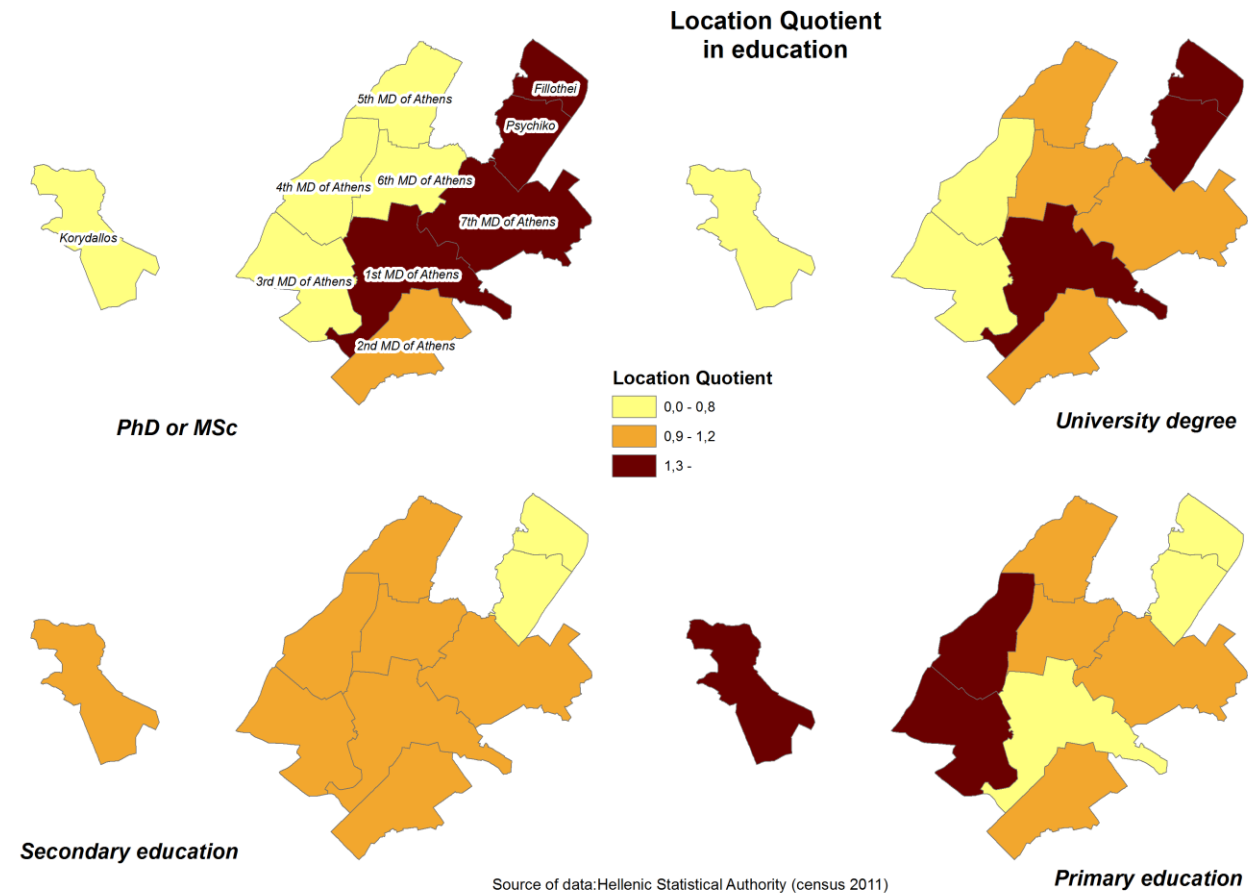 Location Quotient
in education
Fillothei
5th MD of Athens
Psychiko
4th MD of Athens
6th MD of Athens
7th MD of Athens
Korydallos
3rd MD of Athens
1st MD of Athens
2nd MD of Athens
Location Quotient
0,0 - 0,8
0,9 - 1,2
1,3 -
PhD or MSc
University degree
Secondary education
Primary education
Source of data:Hellenic Statistical Authority (census 2011)